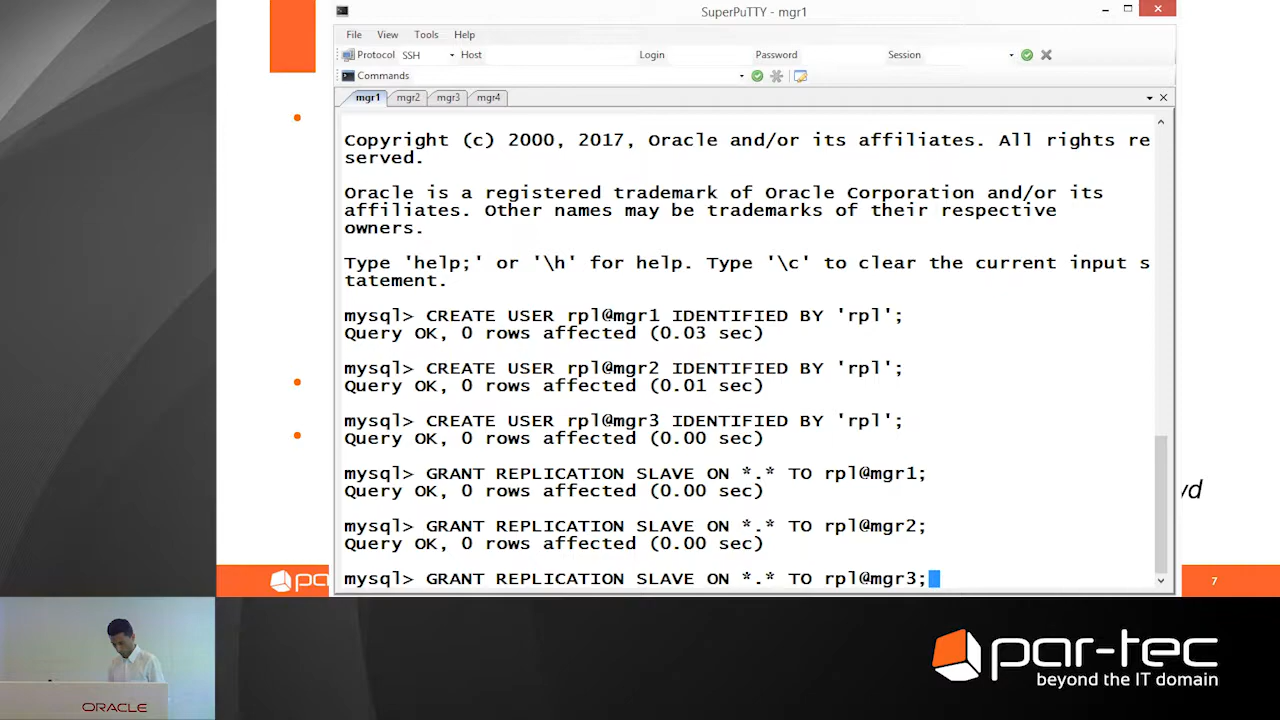 SuperPuTTY - mgr1
File View Tools Help
Protocol SSH Host Login Password Session
Commands
mgr1 mgr2 mgr3 mgr4
Copyright (c) 2000, 2017, Oracle and/or its affiliates. All rights re
served.
Oracle is a registered trademark of Oracle Corporation and/or its
affiliates. Other names may be trademarks of their respective
owners.
Type 'help;' or '\h' for help. Type '\c' to clear the current input s
tatement.
mysql> CREATE USER rpl@mgr1 IDENTIFIED BY 'rpl';
Query OK, 0 rows affected (0.03 sec)
mysql> CREATE USER rpl@mgr2 IDENTIFIED BY 'rpl';
Query OK, 0 rows affected (0.01 sec)
mysql> CREATE USER rpl@mgr3 IDENTIFIED BY 'rpl';
Query OK, 0 rows affected (0.00 sec)
mysql> GRANT REPLICATION SLAVE ON *.* TO rpl@mgr1;
Query OK, 0 rows affected (0.00 sec)
mysql> GRANT REPLICATION SLAVE ON *.* TO rpl@mgr2;
Query OK, 0 rows affected (0.00 sec)
mysql> GRANT REPLICATION SLAVE ON *.* TO rpl@mgr3;
7
par-tec
beyond the IT domain
ORACLE